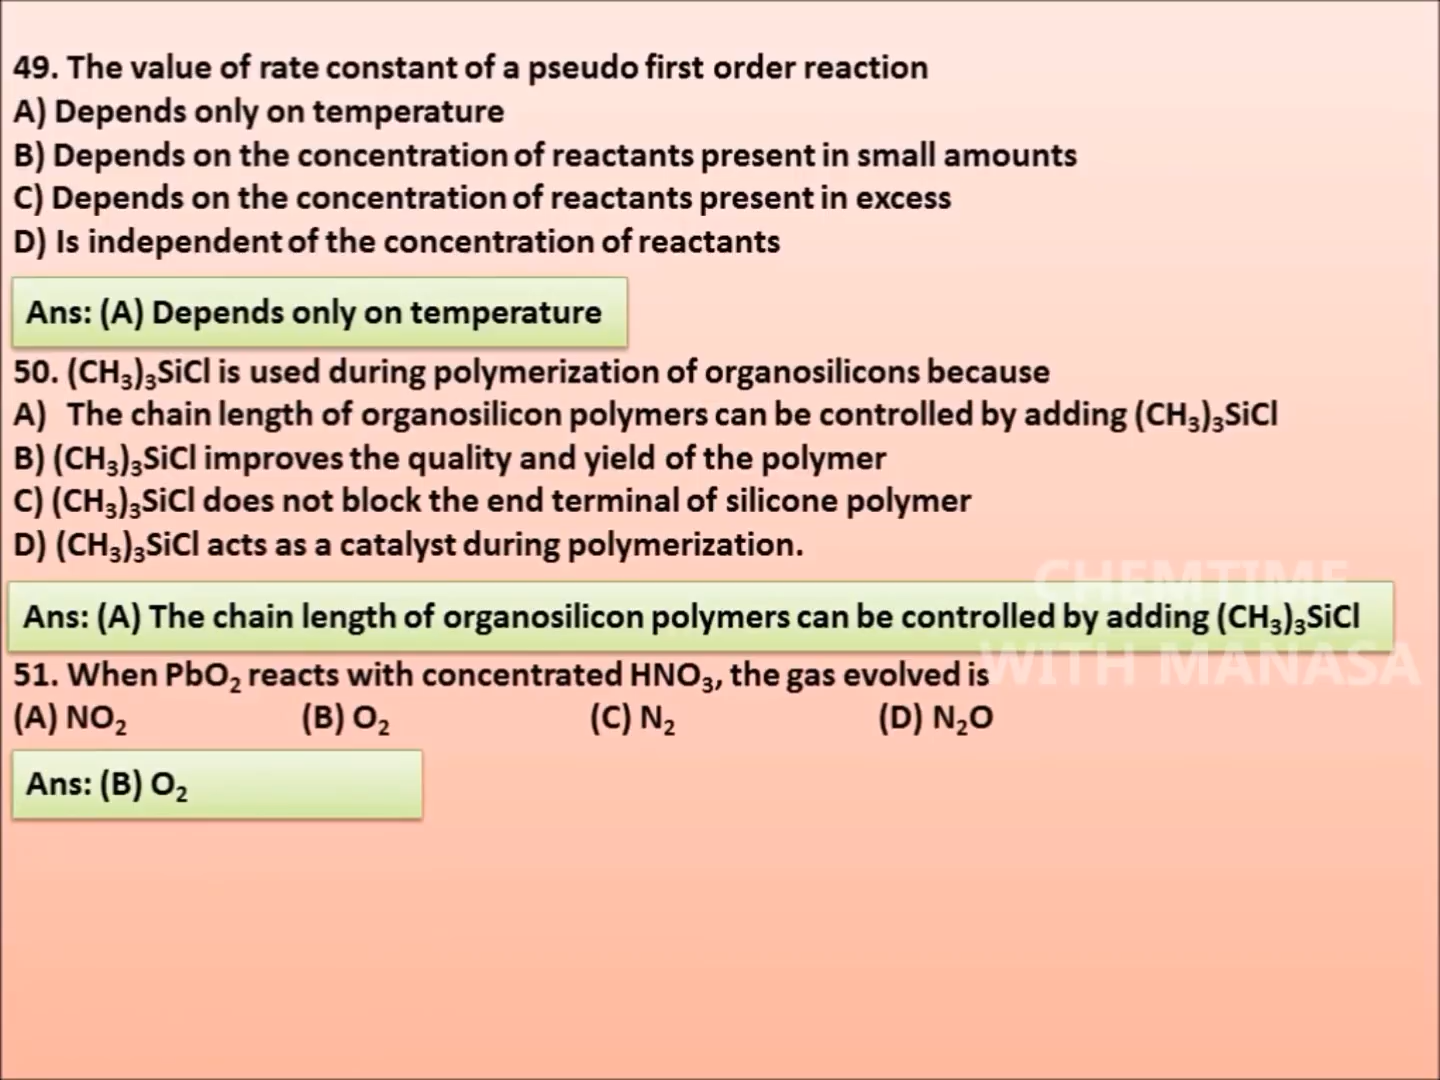 49. The value of rate constant of a pseudo first order reaction
A) Depends only on temperature
B) Depends on the concentration of reactants present in small amounts
C) Depends on the concentration of reactants present in excess
D) Is independent of the concentration of reactants
Ans: (A) Depends only on temperature
50. (CH₃)₃SiCl is used during polymerization of organosilicons because
A) The chain length of organosilicon polymers can be controlled by adding (CH₃)₃SiCl
B) (CH₃)₃SiCl improves the quality and yield of the polymer
C) (CH₃)₃SiCl does not block the end terminal of silicone polymer
D) (CH₃)₃SiCl acts as a catalyst during polymerization.
CHEMTIME
Ans: (A) The chain length of organosilicon polymers can be controlled by adding (CH₃)₃SiCl
WITH MANASA
51. When PbO₂ reacts with concentrated HNO₃, the gas evolved is
(A) NO₂ (B) O₂ (C) N₂ (D) N₂O
Ans: (B) O₂